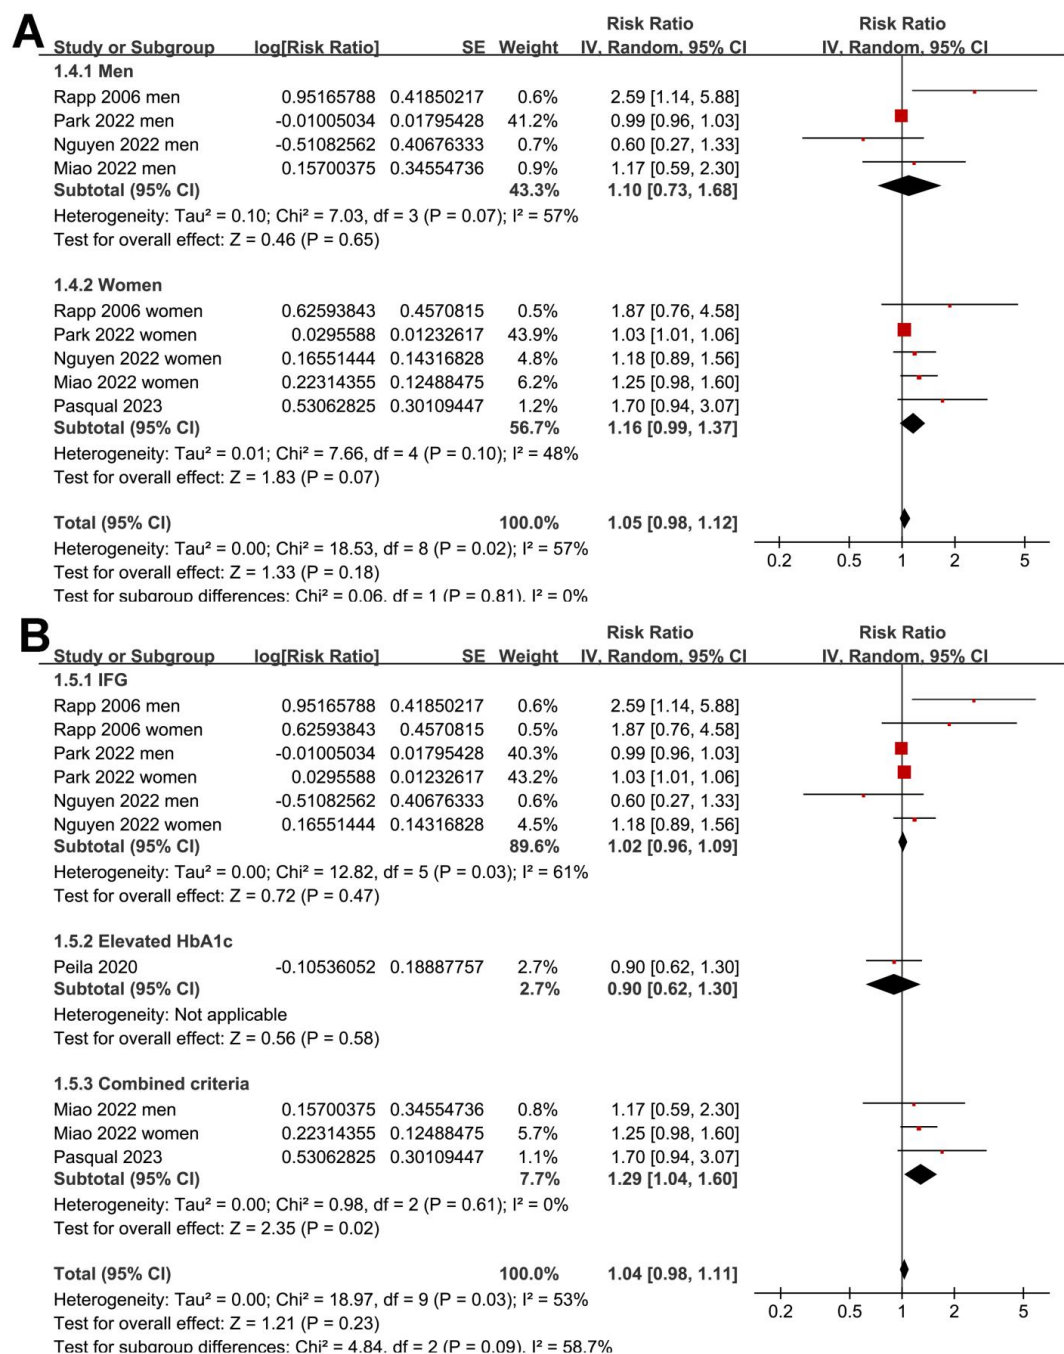 A
Risk Ratio Risk Ratio
Study or Subgroup log[Risk Ratio] SE Weight IV, Random, 95% CI IV, Random, 95% CI
1.4.1 Men
Rapp 2006 men 0.95165788 0.41850217 0.6% 2.59 [1.14, 5.88]
Park 2022 men -0.01005034 0.01795428 41.2% 0.99 [0.96, 1.03]
Nguyen 2022 men -0.51082562 0.40676333 0.7% 0.60 [0.27, 1.33]
Miao 2022 men 0.15700375 0.34554736 0.9% 1.17 [0.59, 2.30]
Subtotal (95% CI) 43.3% 1.10 [0.73, 1.68]
Heterogeneity: Tau² = 0.10; Chi² = 7.03, df = 3 (P = 0.07); I² = 57%
Test for overall effect: Z = 0.46 (P = 0.65)
1.4.2 Women
Rapp 2006 women 0.62593843 0.4570815 0.5% 1.87 [0.76, 4.58]
Park 2022 women 0.0295588 0.01232617 43.9% 1.03 [1.01, 1.06]
Nguyen 2022 women 0.16551444 0.14316828 4.8% 1.18 [0.89, 1.56]
Miao 2022 women 0.22314355 0.12488475 6.2% 1.25 [0.98, 1.60]
Pasqual 2023 0.53062825 0.30109447 1.2% 1.70 [0.94, 3.07]
Subtotal (95% CI) 56.7% 1.16 [0.99, 1.37]
Heterogeneity: Tau² = 0.01; Chi² = 7.66, df = 4 (P = 0.10); I² = 48%
Test for overall effect: Z = 1.83 (P = 0.07)
Total (95% CI) 100.0% 1.05 [0.98, 1.12]
Heterogeneity: Tau² = 0.00; Chi² = 18.53, df = 8 (P = 0.02); I² = 57%
Test for overall effect: Z = 1.33 (P = 0.18)
Test for subgroup differences: Chi² = 0.06, df = 1 (P = 0.81), I² = 0%
0.2 0.5 1 2 5
B
Risk Ratio Risk Ratio
Study or Subgroup log[Risk Ratio] SE Weight IV, Random, 95% CI IV, Random, 95% CI
1.5.1 IFG
Rapp 2006 men 0.95165788 0.41850217 0.6% 2.59 [1.14, 5.88]
Rapp 2006 women 0.62593843 0.4570815 0.5% 1.87 [0.76, 4.58]
Park 2022 men -0.01005034 0.01795428 40.3% 0.99 [0.96, 1.03]
Park 2022 women 0.0295588 0.01232617 43.2% 1.03 [1.01, 1.06]
Nguyen 2022 men -0.51082562 0.40676333 0.6% 0.60 [0.27, 1.33]
Nguyen 2022 women 0.16551444 0.14316828 4.5% 1.18 [0.89, 1.56]
Subtotal (95% CI) 89.6% 1.02 [0.96, 1.09]
Heterogeneity: Tau² = 0.00; Chi² = 12.82, df = 5 (P = 0.03); I² = 61%
Test for overall effect: Z = 0.72 (P = 0.47)
1.5.2 Elevated HbA1c
Peila 2020 -0.10536052 0.18887757 2.7% 0.90 [0.62, 1.30]
Subtotal (95% CI) 2.7% 0.90 [0.62, 1.30]
Heterogeneity: Not applicable
Test for overall effect: Z = 0.56 (P = 0.58)
1.5.3 Combined criteria
Miao 2022 men 0.15700375 0.34554736 0.8% 1.17 [0.59, 2.30]
Miao 2022 women 0.22314355 0.12488475 5.7% 1.25 [0.98, 1.60]
Pasqual 2023 0.53062825 0.30109447 1.1% 1.70 [0.94, 3.07]
Subtotal (95% CI) 7.7% 1.29 [1.04, 1.60]
Heterogeneity: Tau² = 0.00; Chi² = 0.98, df = 2 (P = 0.61); I² = 0%
Test for overall effect: Z = 2.35 (P = 0.02)
Total (95% CI) 100.0% 1.04 [0.98, 1.11]
Heterogeneity: Tau² = 0.00; Chi² = 18.97, df = 9 (P = 0.03); I² = 53%
Test for overall effect: Z = 1.21 (P = 0.23)
Test for subgroup differences: Chi² = 4.84, df = 2 (P = 0.09), I² = 58.7%
0.2 0.5 1 2 5